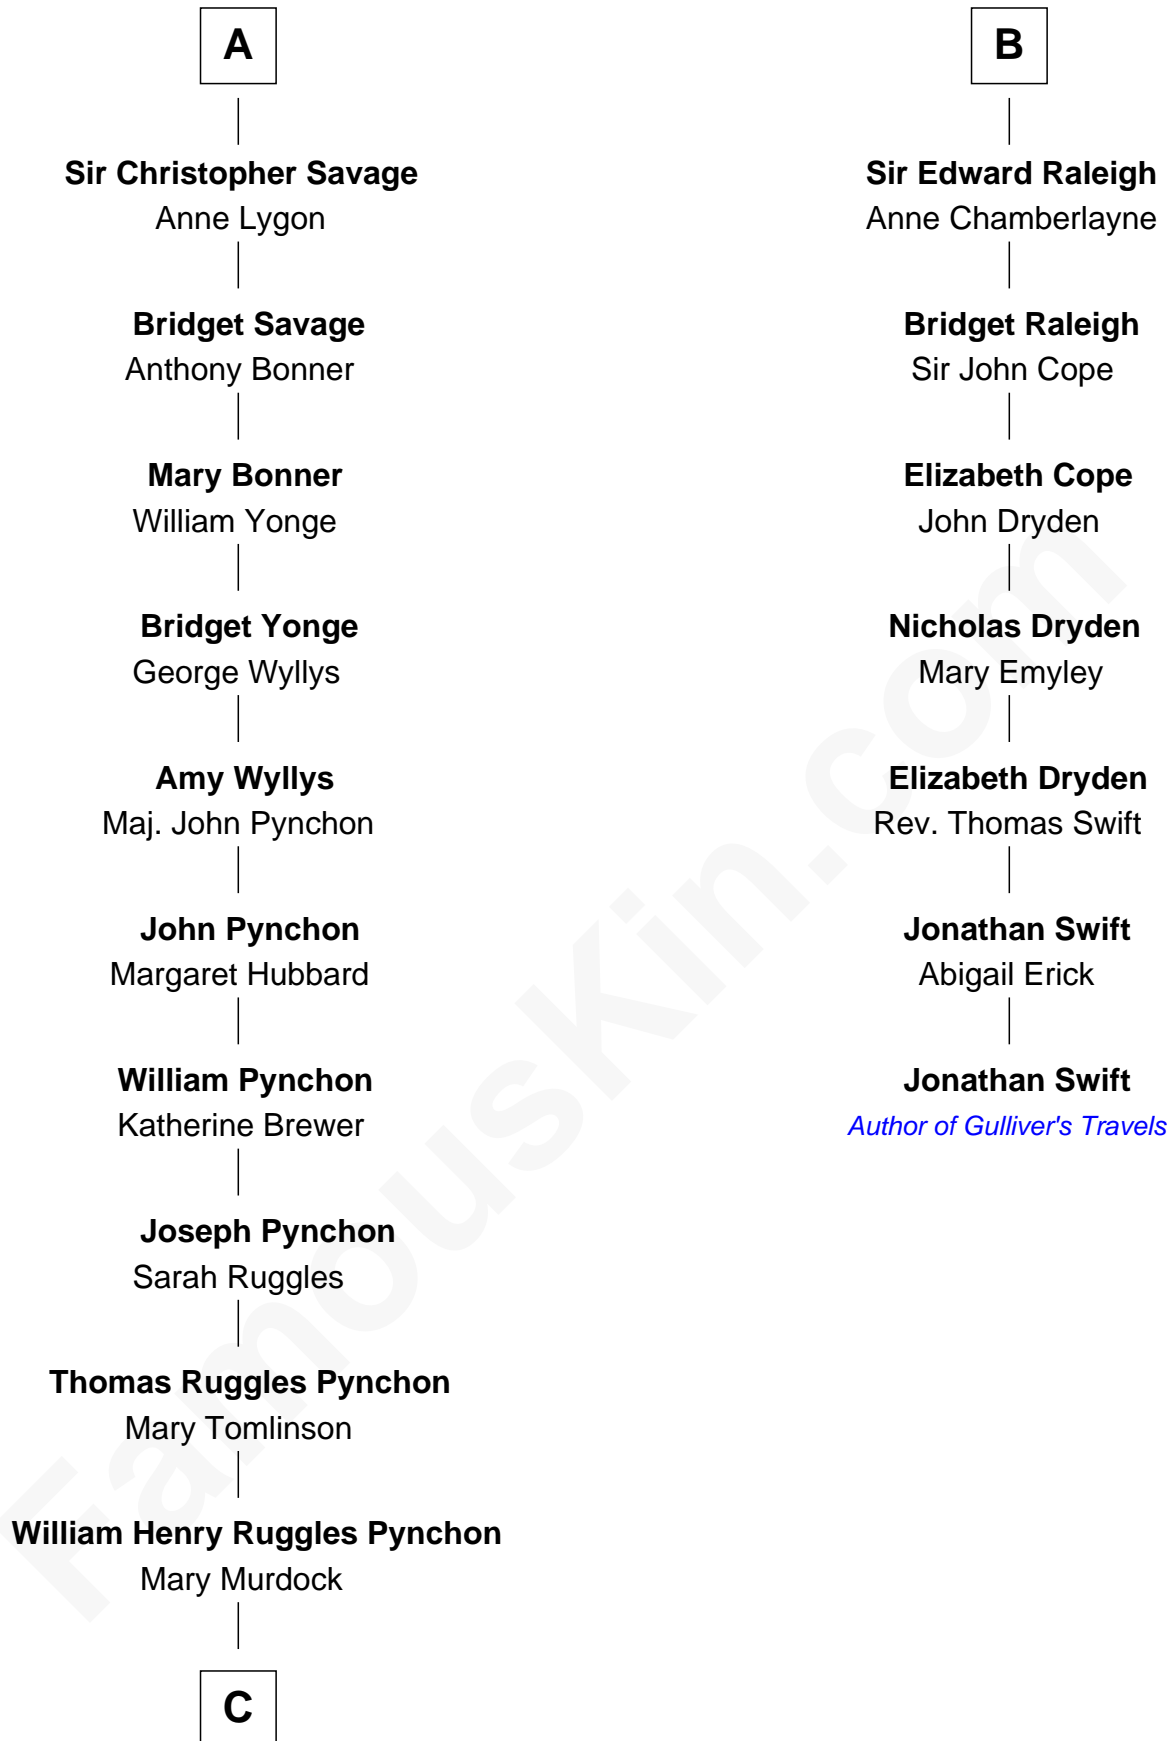 A
Sir Christopher Savage
Anne Lygon
Bridget Savage
Anthony Bonner
Mary Bonner
William Yonge
Bridget Yonge
George Wyllys
Amy Wyllys
Maj. John Pynchon
John Pynchon
Margaret Hubbard
William Pynchon
Katherine Brewer
Joseph Pynchon
Sarah Ruggles
Thomas Ruggles Pynchon
Mary Tomlinson
William Henry Ruggles Pynchon
Mary Murdock
C
B
Sir Edward Raleigh
Anne Chamberlayne
Bridget Raleigh
Sir John Cope
Elizabeth Cope
John Dryden
Nicholas Dryden
Mary Emyley
Elizabeth Dryden
Rev. Thomas Swift
Jonathan Swift
Abigail Erick
Jonathan Swift
Author of Gulliver's Travels
FamousKin.com